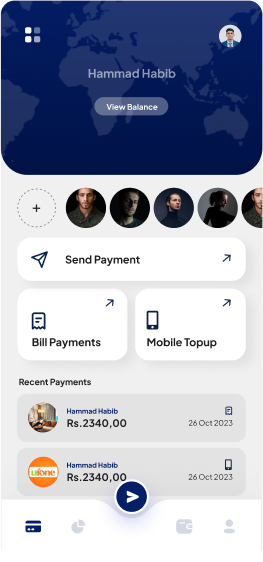 Hammad Habib
View Balance
Send Payment
Bill Payments
Mobile Topup
Recent Payments
Hammad Habib
Rs.2340,00
26 Oct 2023
ufone
Hammad Habib
Rs.2340,00
26 Oct 2023